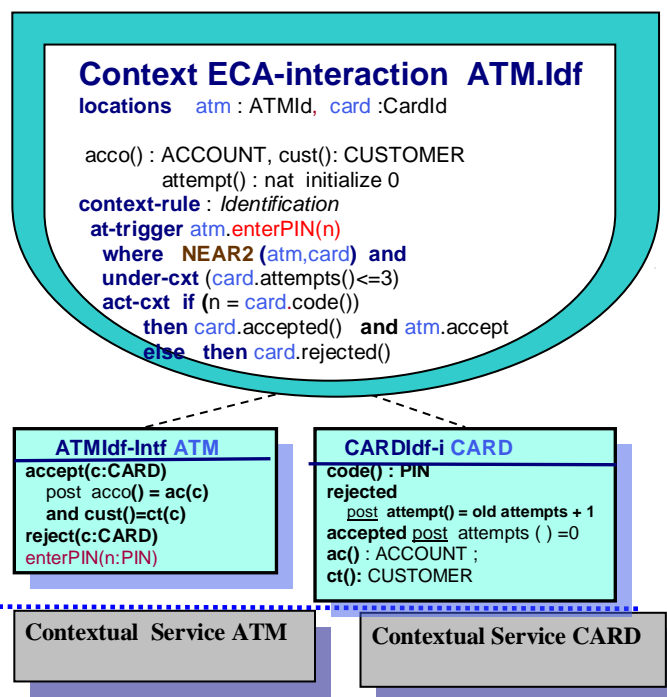 Context ECA-interaction ATM.Idf
locations atm : ATMId, card :CardId
acco() : ACCOUNT, cust(): CUSTOMER
attempt() : nat initialize 0
context-rule : Identification
at-trigger atm.enterPIN(n)
where NEAR2 (atm,card) and
under-cxt (card.attempts()<=3)
act-cxt if (n = card.code())
then card.accepted() and atm.accept
else then card.rejected()
ATMIdf-Intf ATM
accept(c:CARD)
post acco() = ac(c)
and cust()=ct(c)
reject(c:CARD)
enterPIN(n:PIN)
CARDIdf-i CARD
code() : PIN
rejected
post attempt() = old attempts + 1
accepted post attempts ( ) =0
ac() : ACCOUNT ;
ct(): CUSTOMER
Contextual Service ATM
Contextual Service CARD